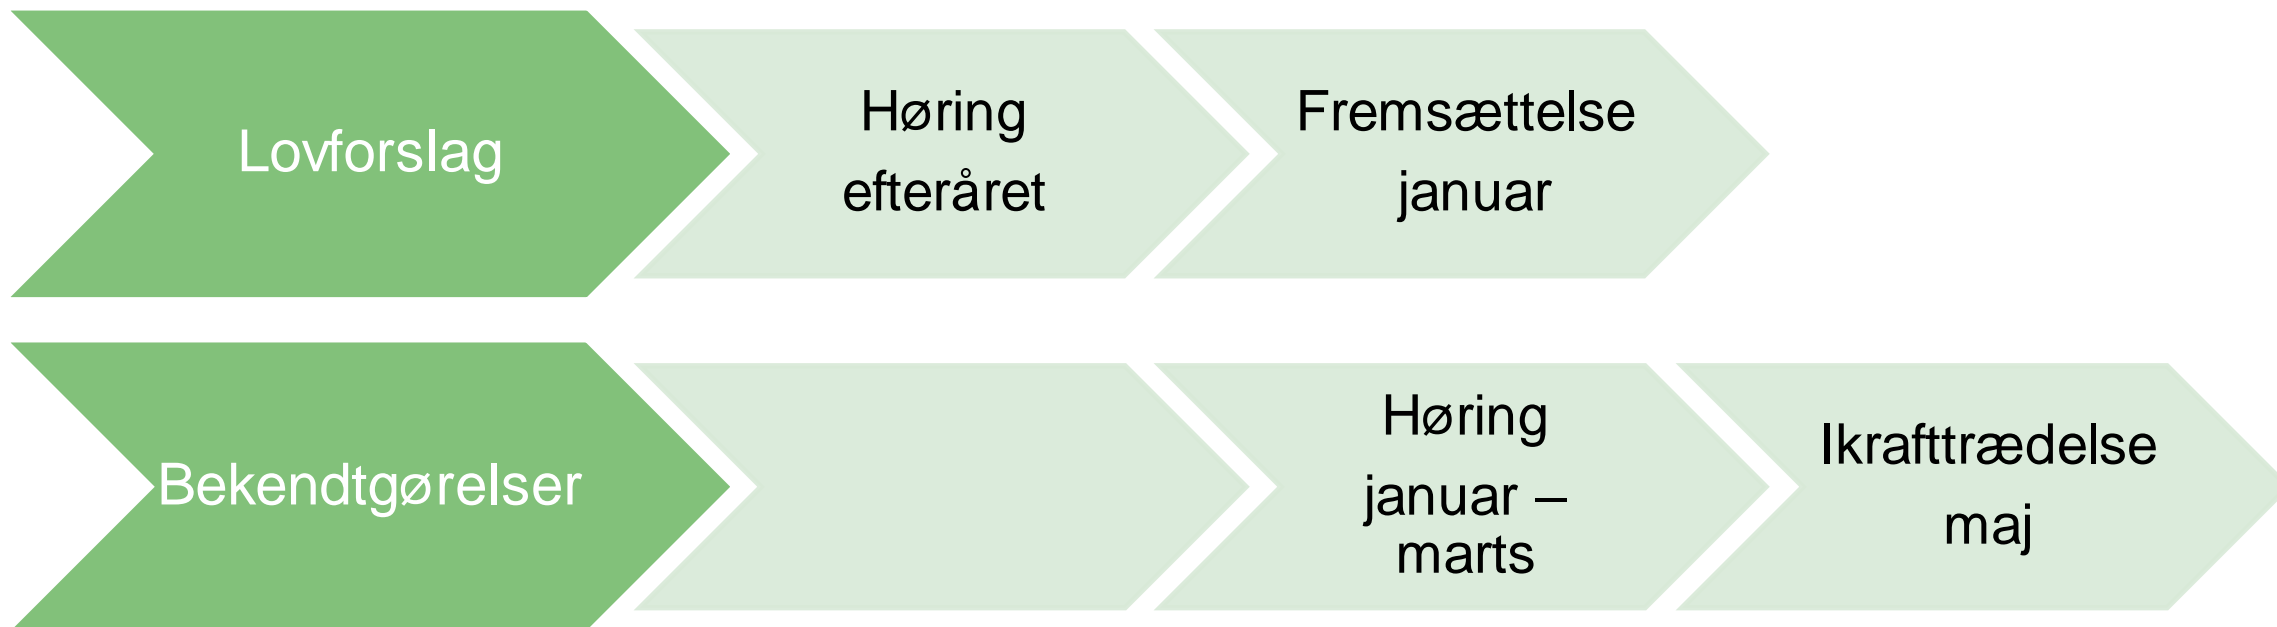 Lovforslag
Høring
efteråret
Fremsættelse
januar
Bekendtgørelser
Høring
januar –
marts
Ikrafttrædelse
maj